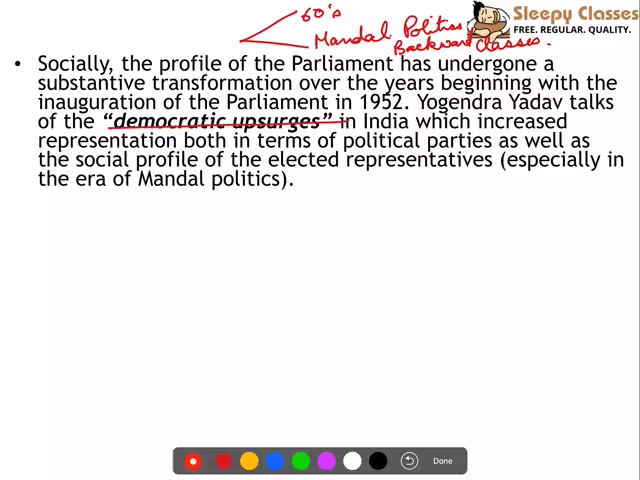 60's
Mandal Politics
Backward Classes.
Sleepy Classes
FREE. REGULAR. QUALITY.
• Socially, the profile of the Parliament has undergone a
substantive transformation over the years beginning with the
inauguration of the Parliament in 1952. Yogendra Yadav talks
of the “democratic upsurges” in India which increased
representation both in terms of political parties as well as
the social profile of the elected representatives (especially in
the era of Mandal politics).
Done